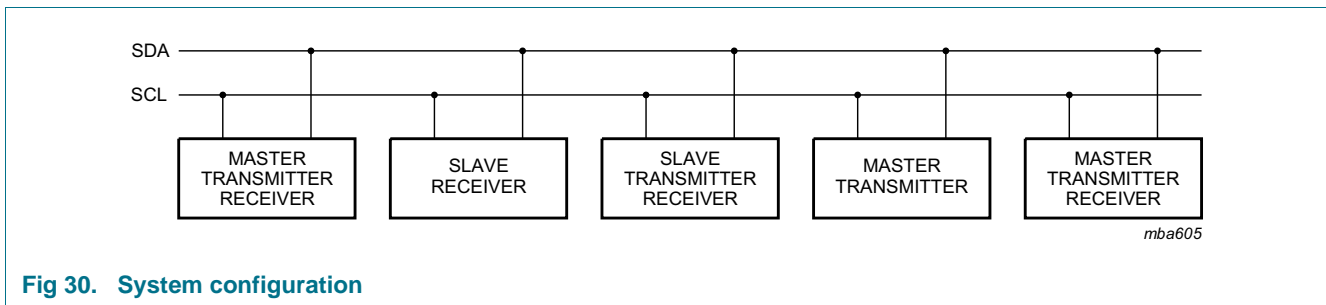 SDA
SCL
MASTER
TRANSMITTER
RECEIVER
SLAVE
RECEIVER
SLAVE
TRANSMITTER
RECEIVER
MASTER
TRANSMITTER
MASTER
TRANSMITTER
RECEIVER
mba605
Fig 30. System configuration